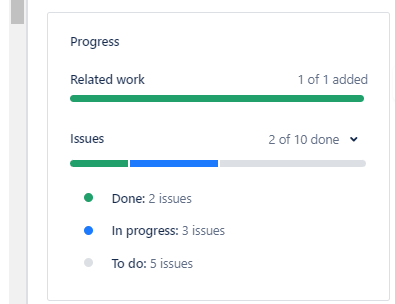 Progress
Related work 1 of 1 added
Issues 2 of 10 done
Done: 2 issues
In progress: 3 issues
To do: 5 issues